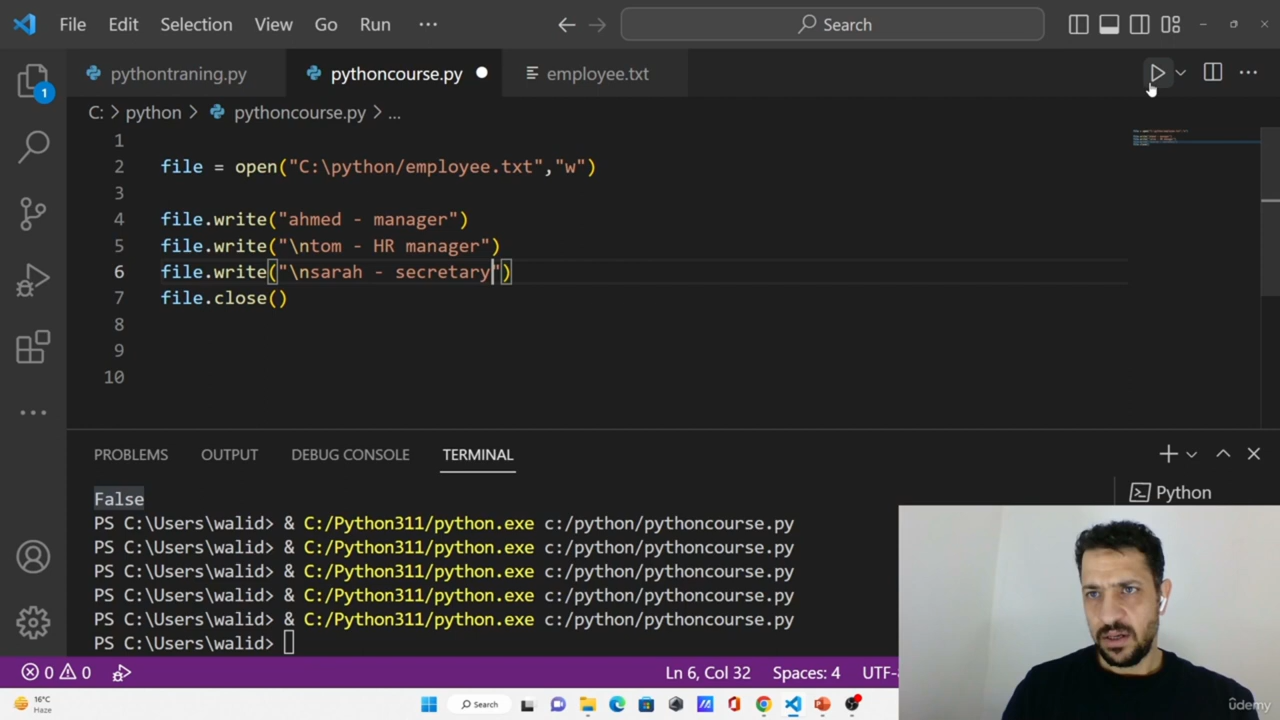 File Edit Selection View Go Run ··· Search
pythontraning.py pythoncourse.py employee.txt
C: > python > pythoncourse.py > ...
1
2 file = open("C:\python/employee.txt","w")
3
4 file.write("ahmed - manager")
5 file.write("\ntom - HR manager")
6 file.write("\nsarah - secretary")
7 file.close()
8
9
10
1
PROBLEMS OUTPUT DEBUG CONSOLE TERMINAL
Python
False
PS C:\Users\walid> & C:/Python311/python.exe c:/python/pythoncourse.py
PS C:\Users\walid> & C:/Python311/python.exe c:/python/pythoncourse.py
PS C:\Users\walid> & C:/Python311/python.exe c:/python/pythoncourse.py
PS C:\Users\walid> & C:/Python311/python.exe c:/python/pythoncourse.py
PS C:\Users\walid> & C:/Python311/python.exe c:/python/pythoncourse.py
PS C:\Users\walid>
0 0 Ln 6, Col 32 Spaces: 4 UTF-
16°C
Haze
Search
udemy